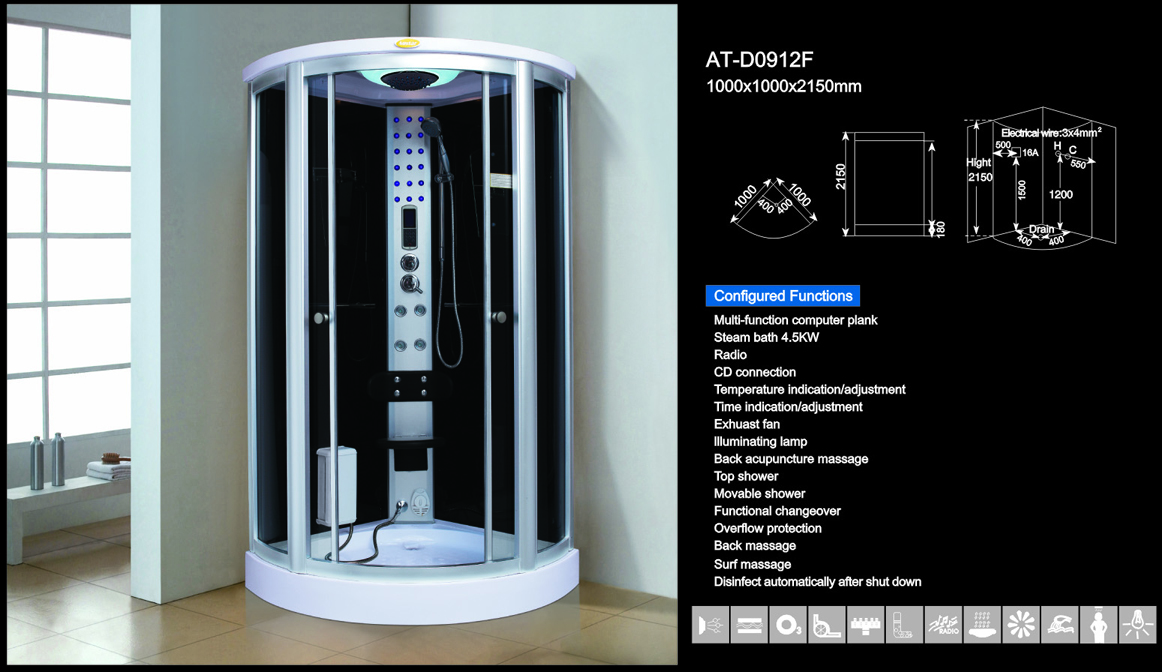 AT-D0912F
1000x1000x2150mm
1000
1000
400
400
2150
180
Electrical wire:3x4mm²
500
16A
H
C
550
Hight
2150
1500
1200
Drain
400
400
Configured Functions
Multi-function computer plank
Steam bath 4.5KW
Radio
CD connection
Temperature indication/adjustment
Time indication/adjustment
Exhuast fan
Illuminating lamp
Back acupuncture massage
Top shower
Movable shower
Functional changeover
Overflow protection
Back massage
Surf massage
Disinfect automatically after shut down
O3
RADIO